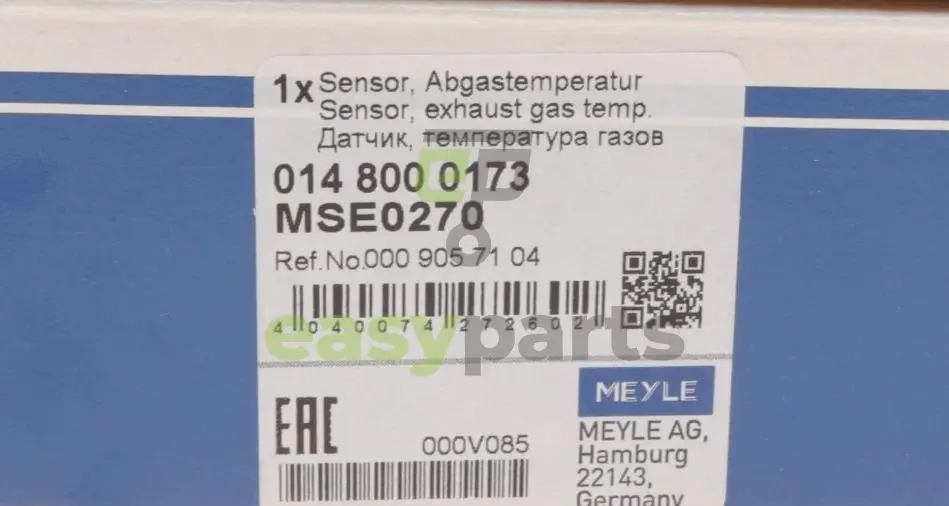 1x Sensor, Abgastemperatur
Sensor, exhaust gas temp.
Датчик, температура газов
014 800 0173
MSE0270
Ref.No.000 905 71 04
4 040074 272602
easyparts
EAC
000V085
MEYLE
MEYLE AG,
Hamburg
22143,
Germany